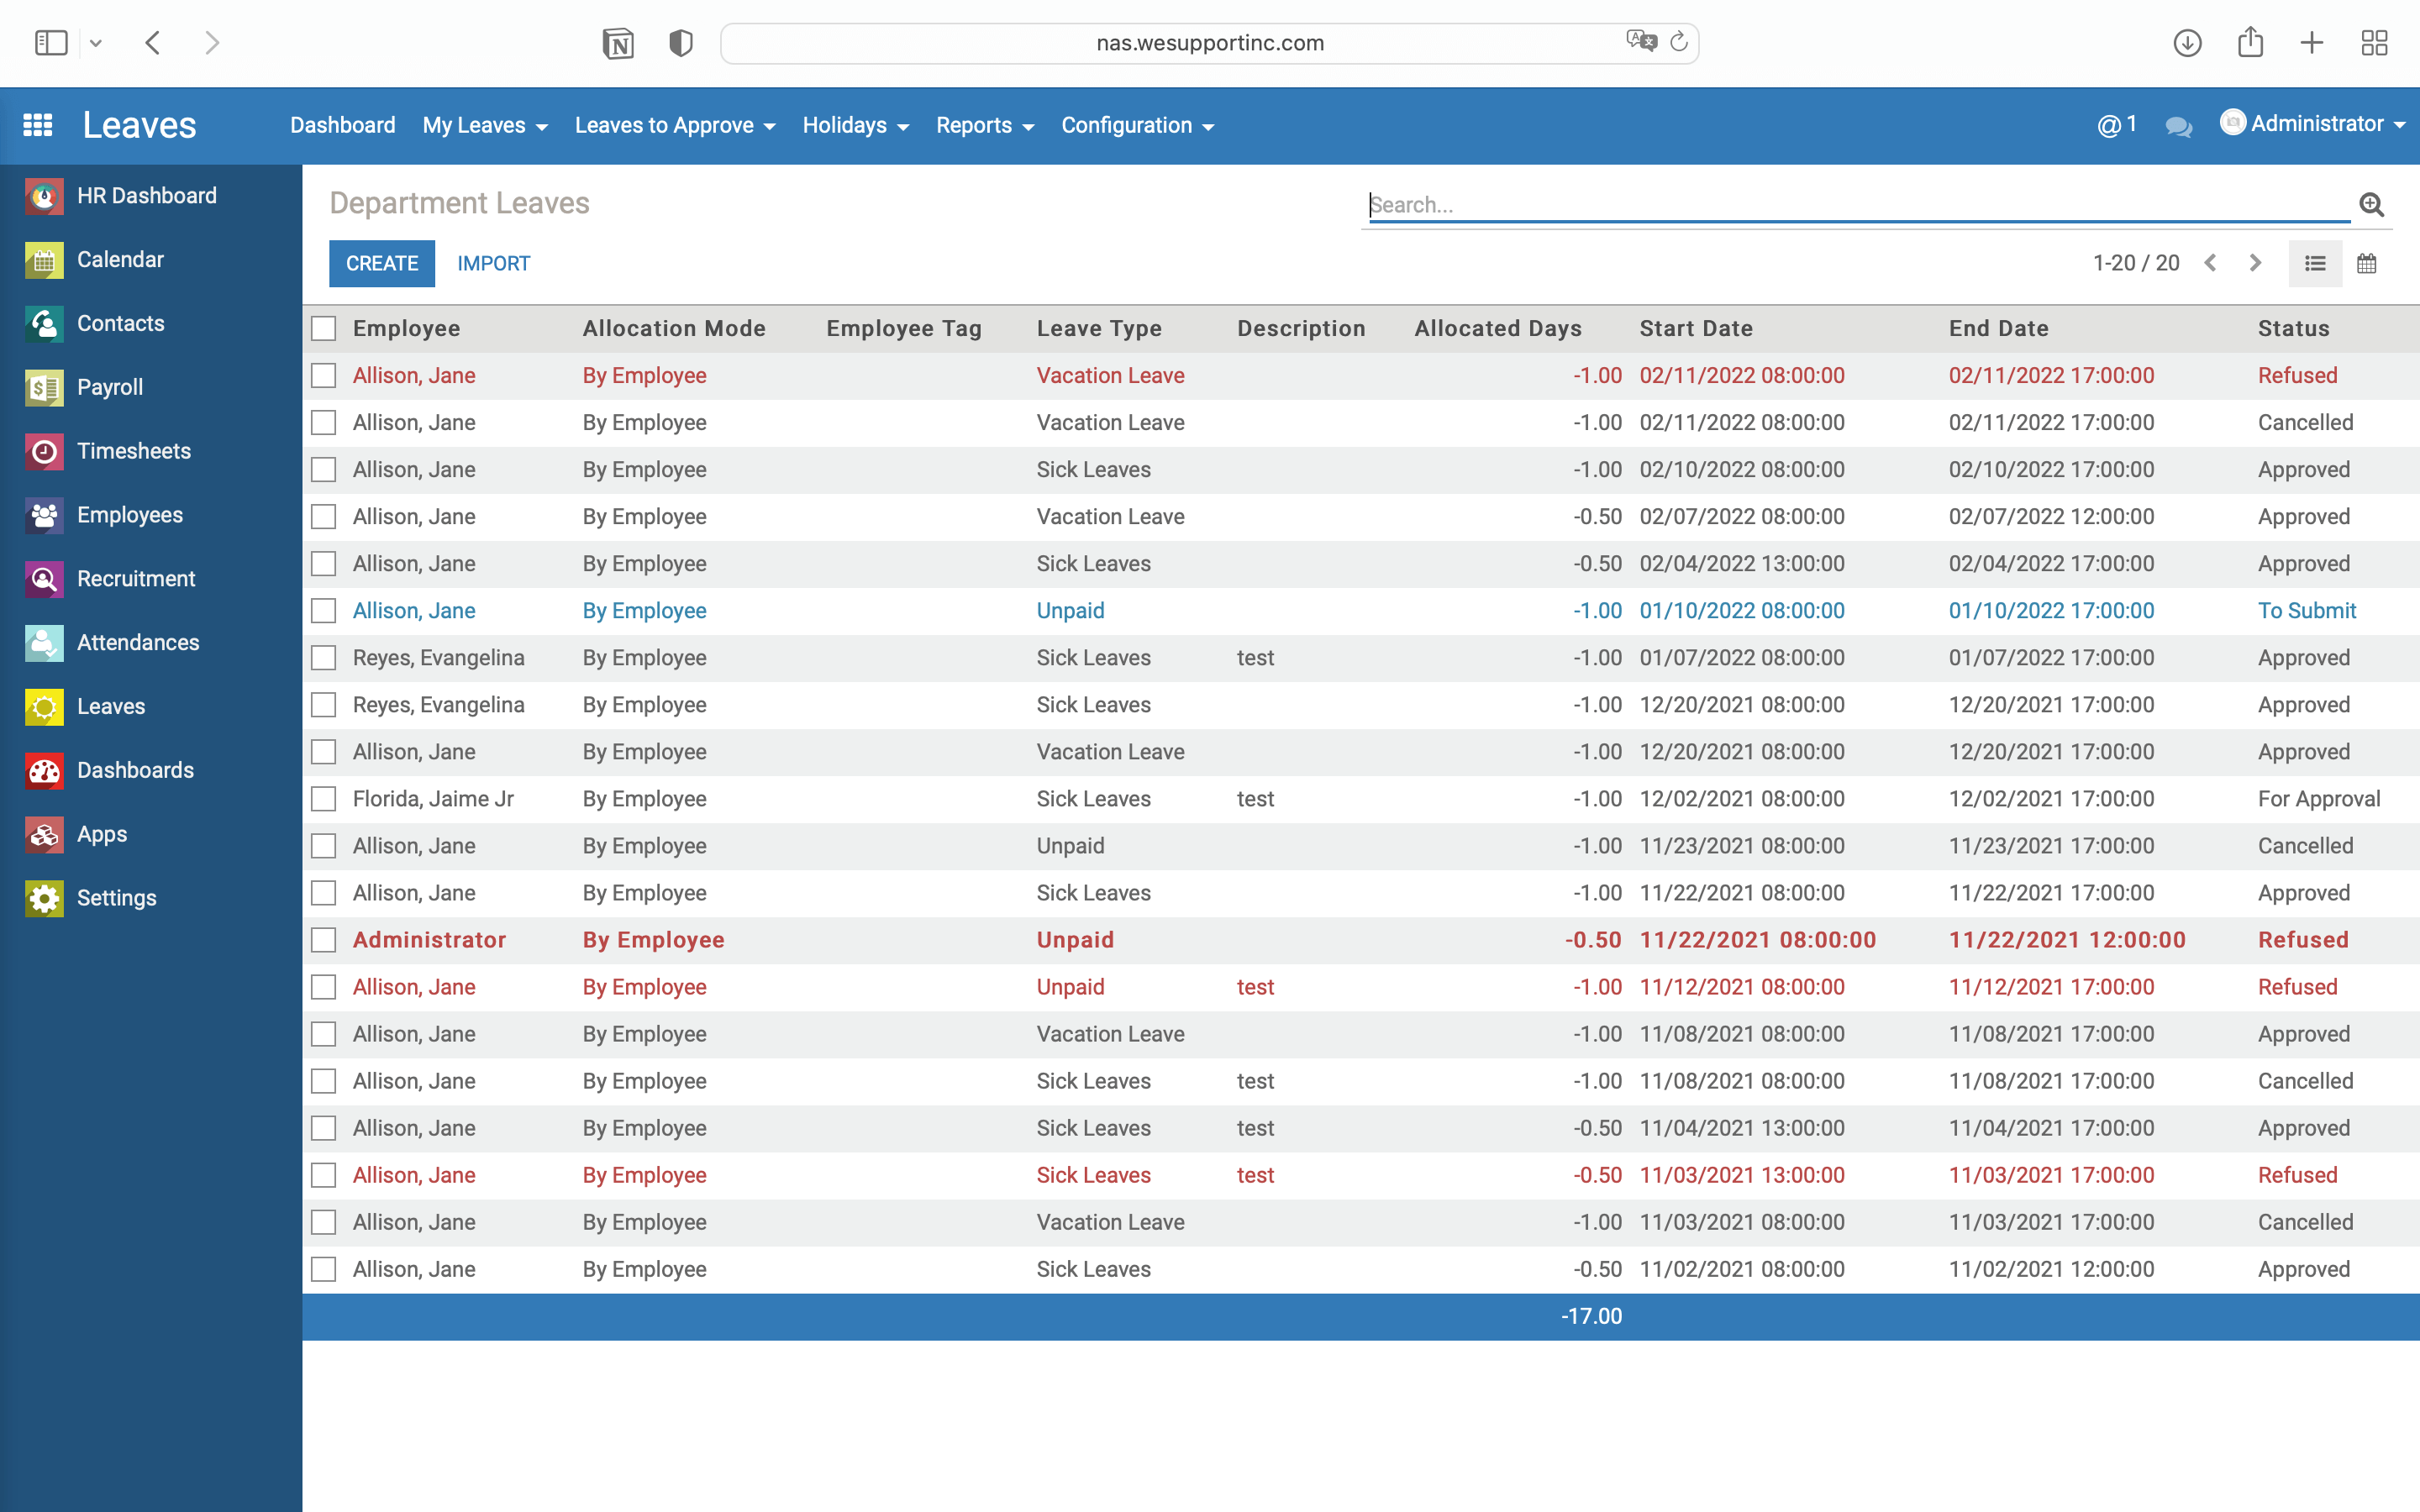 nas.wesupportinc.com
Leaves Dashboard My Leaves Leaves to Approve Holidays Reports Configuration @ 1 Administrator
HR Dashboard
Calendar
Contacts
Payroll
Timesheets
Employees
Recruitment
Attendances
Leaves
Dashboards
Apps
Settings
Department Leaves
Search...
CREATE IMPORT 1-20 / 20
Employee Allocation Mode Employee Tag Leave Type Description Allocated Days Start Date End Date Status
Allison, Jane By Employee Vacation Leave -1.00 02/11/2022 08:00:00 02/11/2022 17:00:00 Refused
Allison, Jane By Employee Vacation Leave -1.00 02/11/2022 08:00:00 02/11/2022 17:00:00 Cancelled
Allison, Jane By Employee Sick Leaves -1.00 02/10/2022 08:00:00 02/10/2022 17:00:00 Approved
Allison, Jane By Employee Vacation Leave -0.50 02/07/2022 08:00:00 02/07/2022 12:00:00 Approved
Allison, Jane By Employee Sick Leaves -0.50 02/04/2022 13:00:00 02/04/2022 17:00:00 Approved
Allison, Jane By Employee Unpaid -1.00 01/10/2022 08:00:00 01/10/2022 17:00:00 To Submit
Reyes, Evangelina By Employee Sick Leaves test -1.00 01/07/2022 08:00:00 01/07/2022 17:00:00 Approved
Reyes, Evangelina By Employee Sick Leaves -1.00 12/20/2021 08:00:00 12/20/2021 17:00:00 Approved
Allison, Jane By Employee Vacation Leave -1.00 12/20/2021 08:00:00 12/20/2021 17:00:00 Approved
Florida, Jaime Jr By Employee Sick Leaves test -1.00 12/02/2021 08:00:00 12/02/2021 17:00:00 For Approval
Allison, Jane By Employee Unpaid -1.00 11/23/2021 08:00:00 11/23/2021 17:00:00 Cancelled
Allison, Jane By Employee Sick Leaves -1.00 11/22/2021 08:00:00 11/22/2021 17:00:00 Approved
Administrator By Employee Unpaid -0.50 11/22/2021 08:00:00 11/22/2021 12:00:00 Refused
Allison, Jane By Employee Unpaid test -1.00 11/12/2021 08:00:00 11/12/2021 17:00:00 Refused
Allison, Jane By Employee Vacation Leave -1.00 11/08/2021 08:00:00 11/08/2021 17:00:00 Approved
Allison, Jane By Employee Sick Leaves test -1.00 11/08/2021 08:00:00 11/08/2021 17:00:00 Cancelled
Allison, Jane By Employee Sick Leaves test -0.50 11/04/2021 13:00:00 11/04/2021 17:00:00 Approved
Allison, Jane By Employee Sick Leaves test -0.50 11/03/2021 13:00:00 11/03/2021 17:00:00 Refused
Allison, Jane By Employee Vacation Leave -1.00 11/03/2021 08:00:00 11/03/2021 17:00:00 Cancelled
Allison, Jane By Employee Sick Leaves -0.50 11/02/2021 08:00:00 11/02/2021 12:00:00 Approved
-17.00